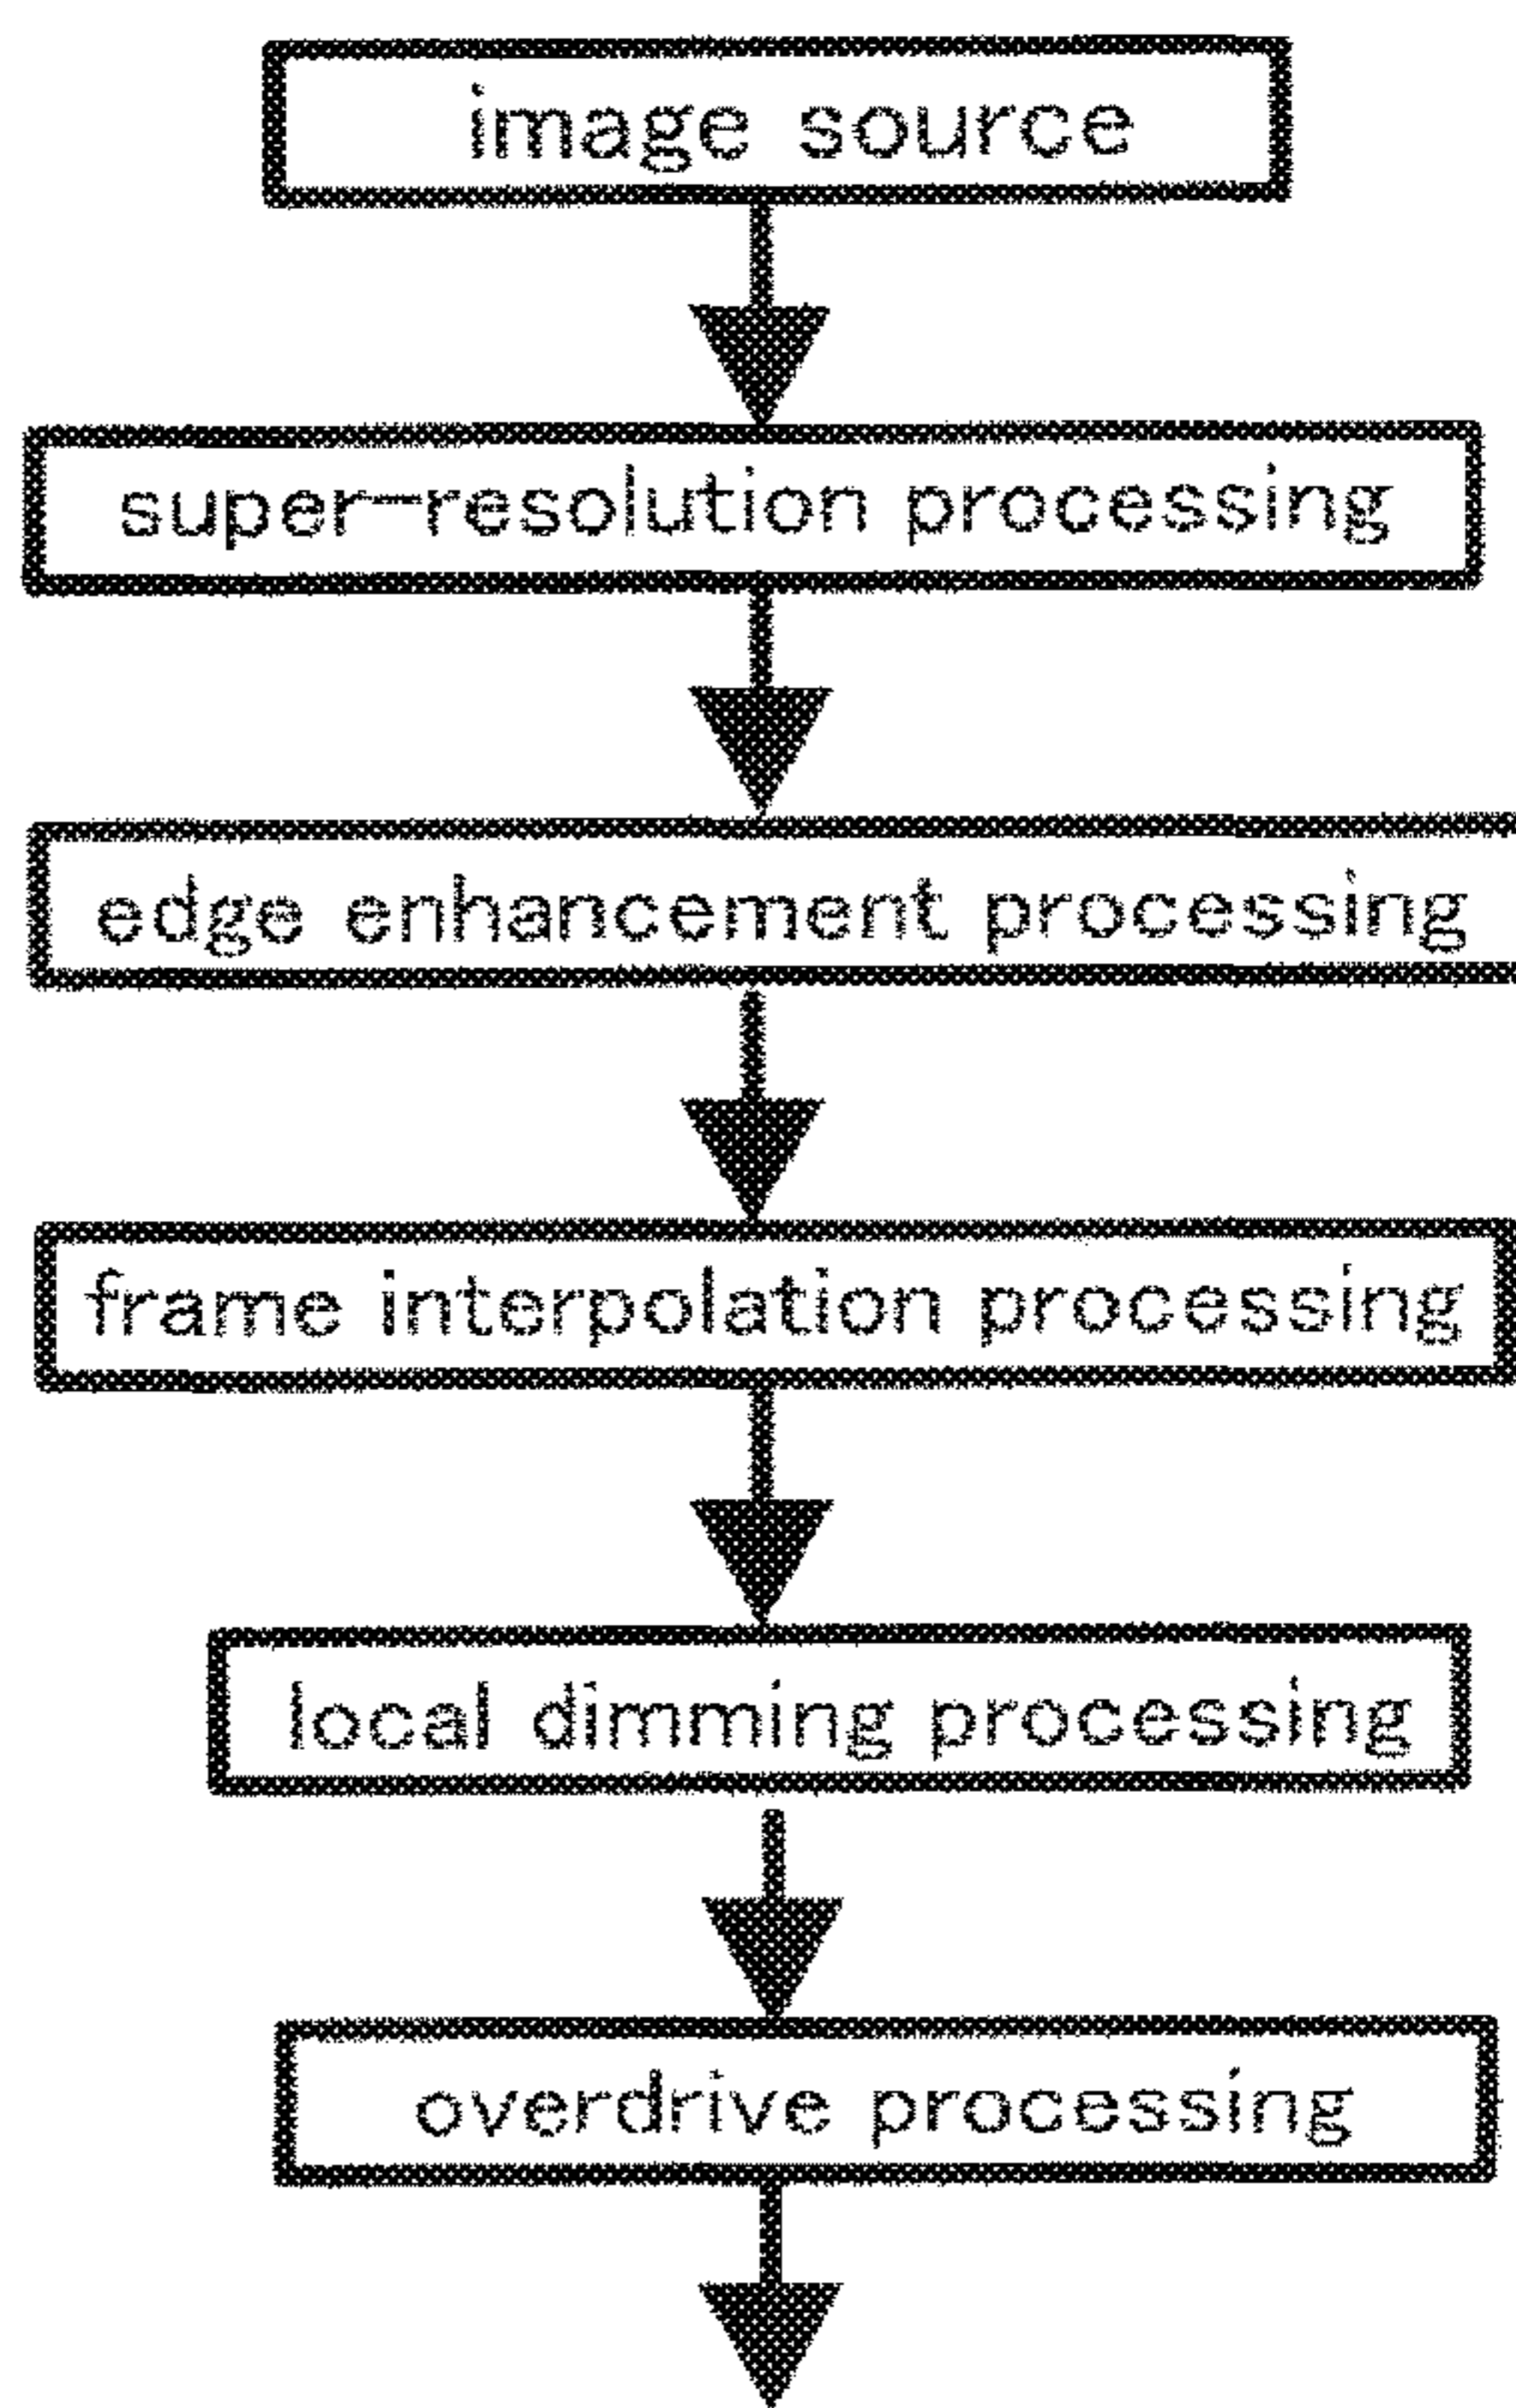 image source
super-resolution processing
edge enhancement processing
frame interpolation processing
local dimming processing
overdrive processing